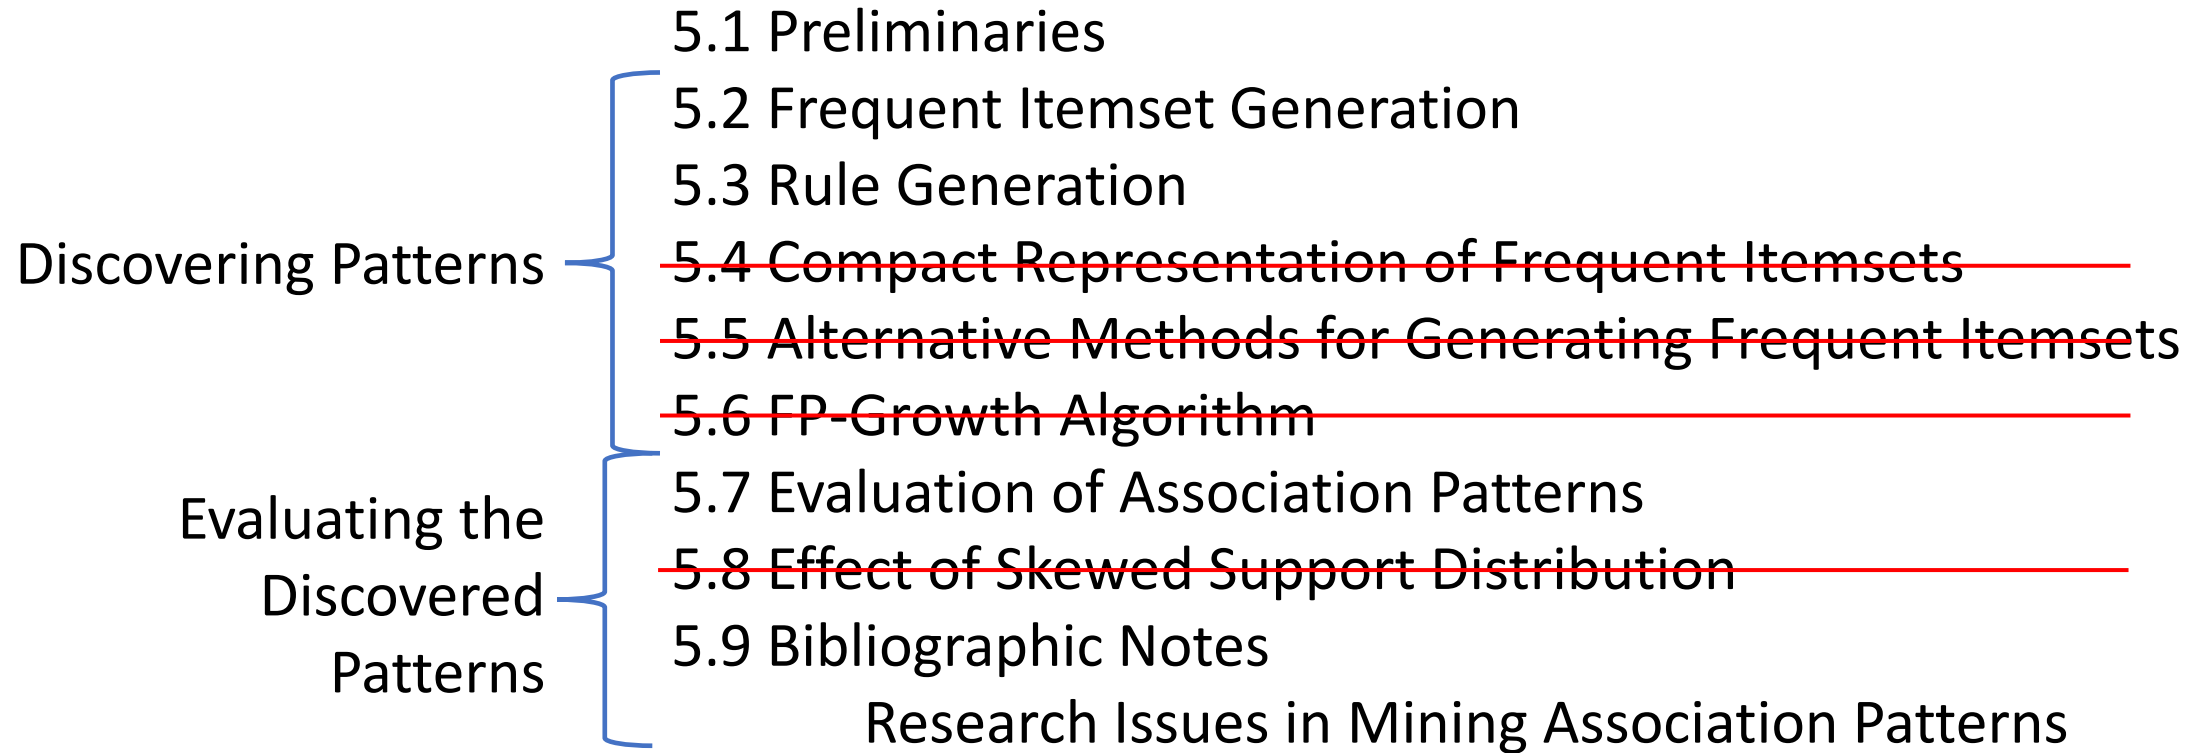 5.1 Preliminaries
5.2 Frequent Itemset Generation
5.3 Rule Generation
Discovering Patterns
5.4 Compact Representation of Frequent Itemsets
5.5 Alternative Methods for Generating Frequent Itemsets
5.6 FP-Growth Algorithm
5.7 Evaluation of Association Patterns
Evaluating the
Discovered
Patterns
5.8 Effect of Skewed Support Distribution
5.9 Bibliographic Notes
Research Issues in Mining Association Patterns